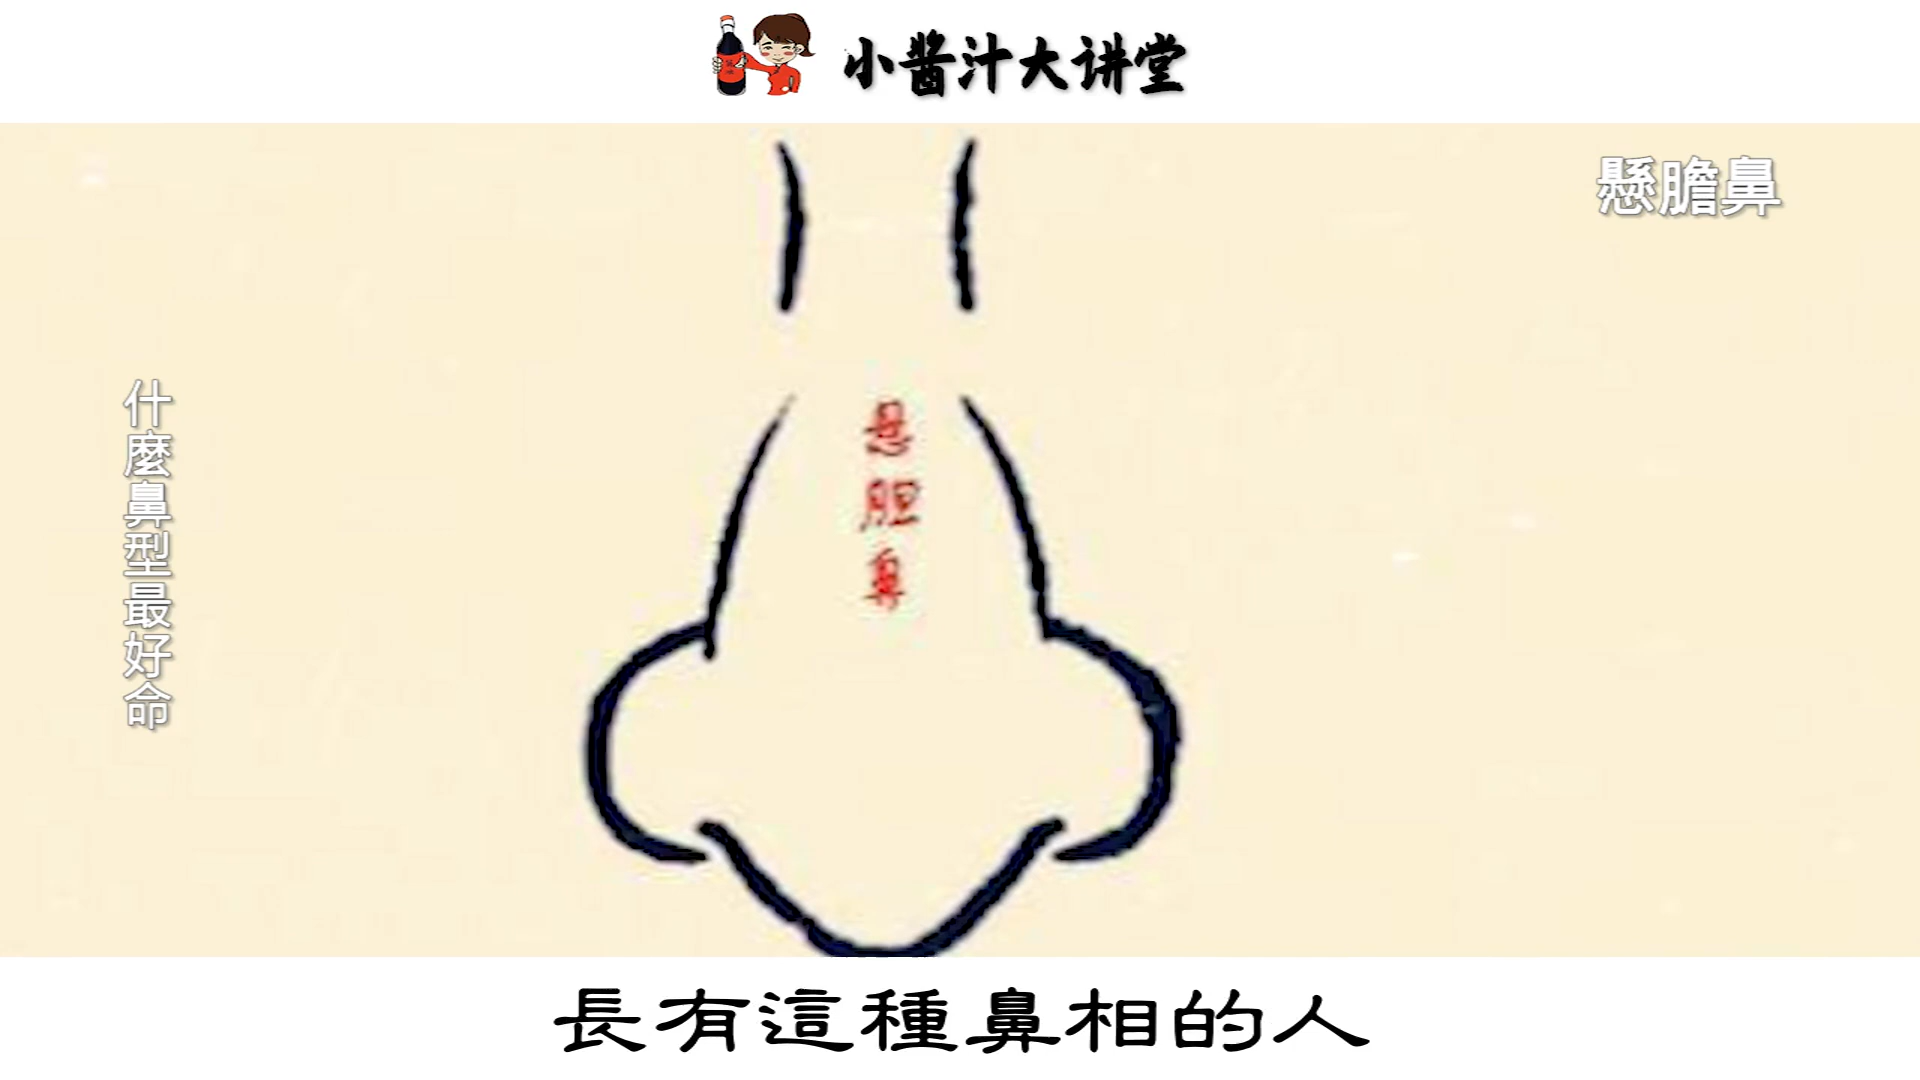 小酱汁大讲堂
懸膽鼻
什麼鼻型最好命
悬胆鼻
長有這種鼻相的人